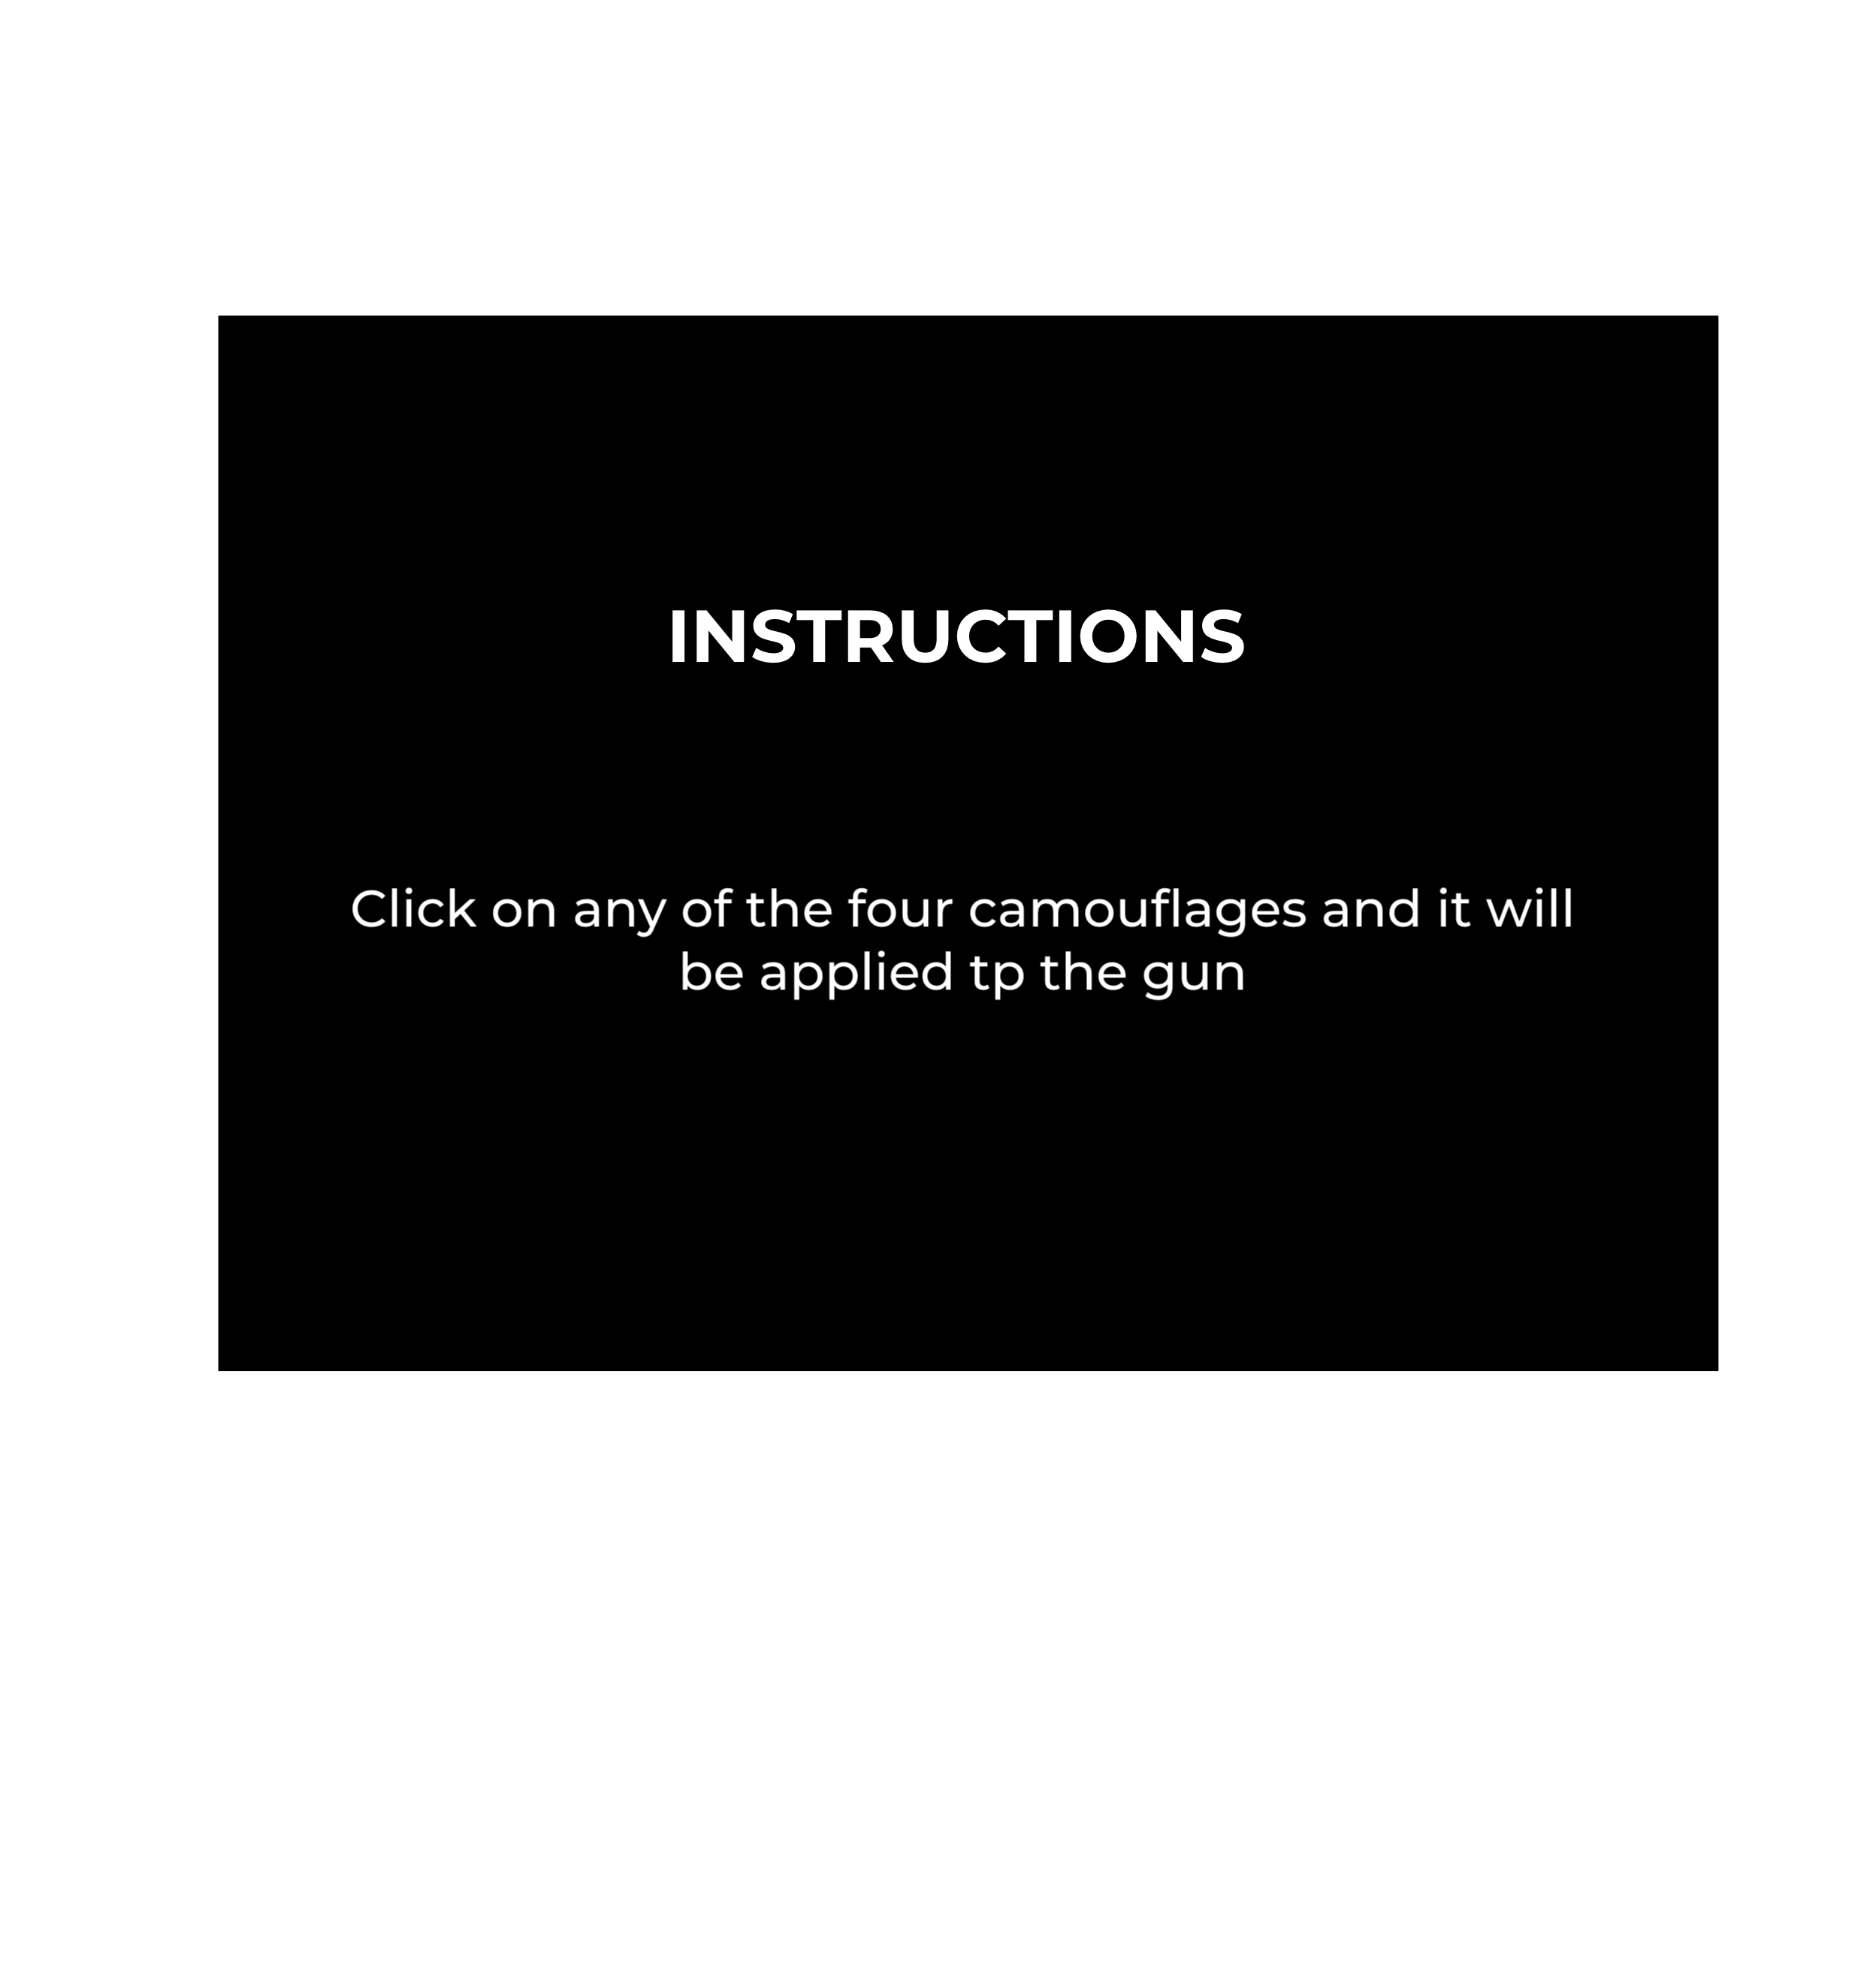 INSTRUCTIONS
Click on any of the four camouflages and it will
be applied tp the gun